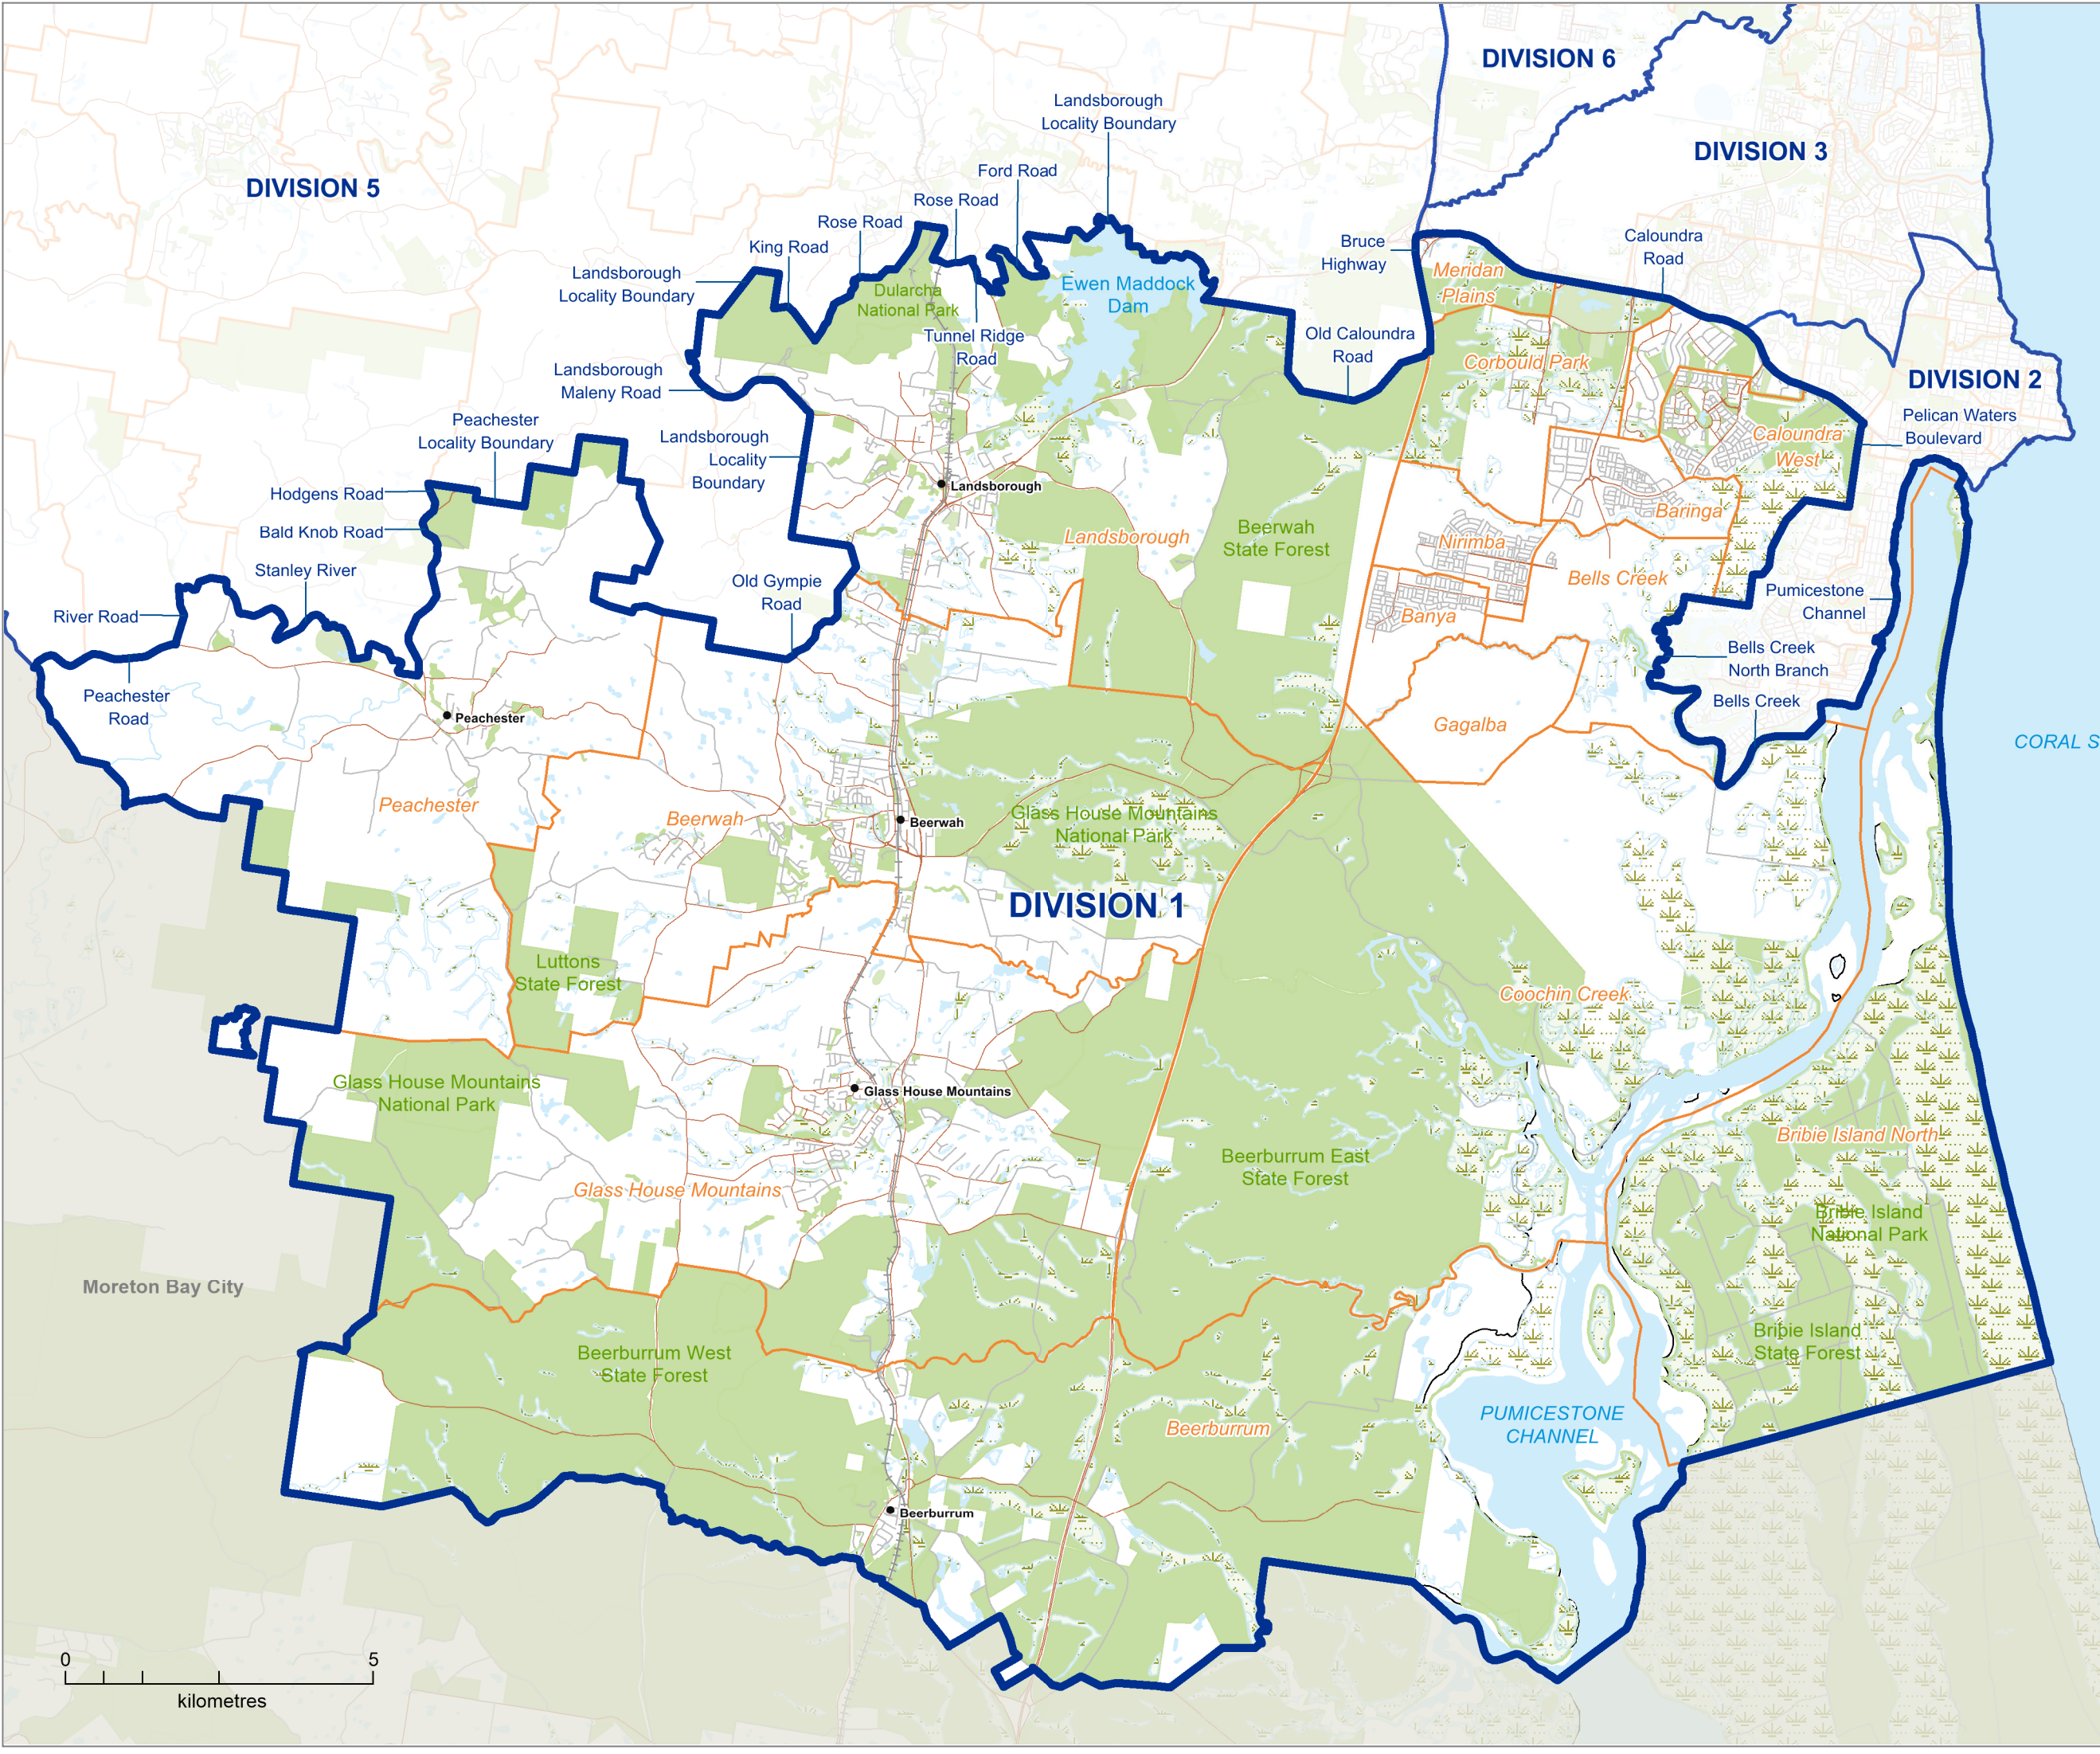 DIVISION 6
Landsborough
Locality Boundary
DIVISION 3
Ford Road
DIVISION 5
Rose Road
Rose Road
King Road
Caloundra
Road
Bruce
Highway
Landsborough
Locality Boundary
Meridan
Plains
Ewen Maddock
Dam
Dularcha
National Park
Tunnel Ridge
Road
Old Caloundra
Road
Corbould Park
Landsborough
Maleny Road
DIVISION 2
Pelican Waters
Boulevard
Peachester
Locality Boundary
Landsborough
Locality
Boundary
Caloundra
West
Hodgens Road
Landsborough
Bald Knob Road
Baringa
Landsborough
Beerwah
State Forest
Nirimba
Stanley River
Old Gympie
Road
Bells Creek
Pumicestone
Channel
River Road
Banya
Bells Creek
North Branch
Peachester
Road
Bells Creek
Peachester
Gagalba
CORAL S
Peachester
Beerwah
Beerwah
Glass House Mountains
National Park
DIVISION 1
Luttons
State Forest
Coochin Creek
Glass House Mountains
National Park
Glass House Mountains
Bribie Island North
Beerburrum East
State Forest
Glass House Mountains
Bribie Island
National Park
Moreton Bay City
Bribie Island
State Forest
Beerburrum West
State Forest
PUMICESTONE
CHANNEL
Beerburrum
Beerburrum
0 5
kilometres